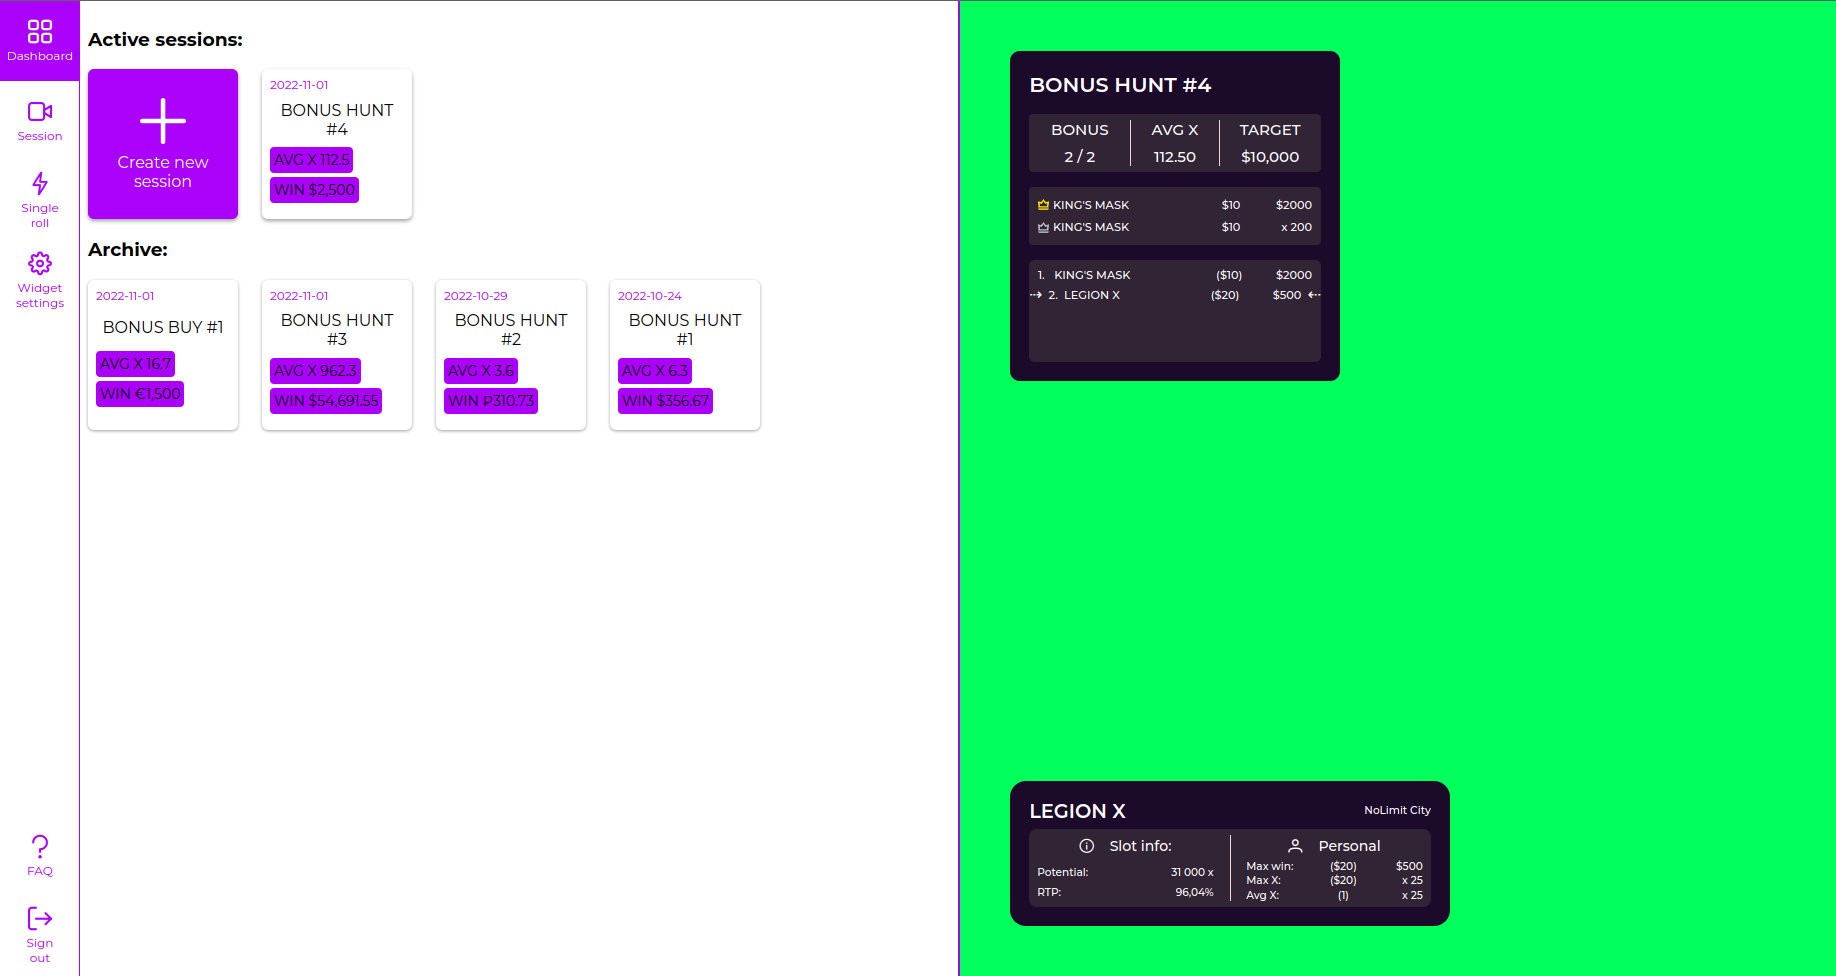 Dashboard
Session
Single
roll
Widget
settings
FAQ
Sign
out
Active sessions:
Create new
session
2022-11-01
BONUS HUNT
#4
AVG X 112.5
WIN $2,500
Archive:
2022-11-01
BONUS BUY #1
AVG X 16.7
WIN €1,500
2022-11-01
BONUS HUNT
#3
AVG X 962.3
WIN $54,691.55
2022-10-29
BONUS HUNT
#2
AVG X 3.6
WIN ₽310.73
2022-10-24
BONUS HUNT
#1
AVG X 6.3
WIN $356.67
BONUS HUNT #4
BONUS AVG X TARGET
2 / 2 112.50 $10,000
KING'S MASK $10 $2000
KING'S MASK $10 x 200
1. KING'S MASK ($10) $2000
⇢ 2. LEGION X ($20) $500 ⇠
LEGION X NoLimit City
Slot info:
Potential: 31 000 x
RTP: 96,04%
Personal
Max win: ($20) $500
Max X: ($20) x 25
Avg X: (1) x 25